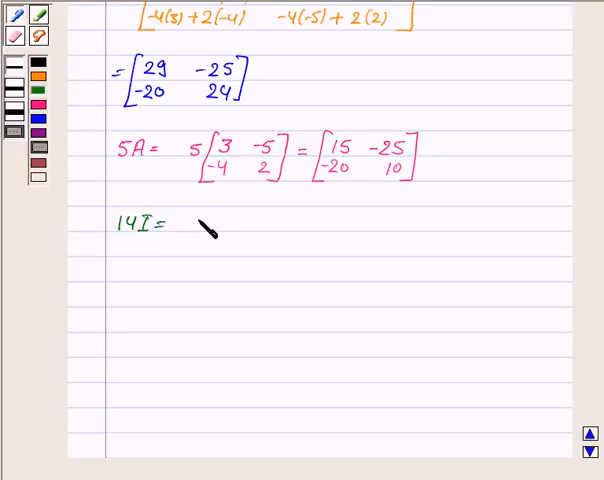 -4(3)+2(-4) -4(-5)+2(2)
= [29 -25
-20 24]
5A = 5[3 -5 = [15 -25
-4 2] -20 10]
14I =